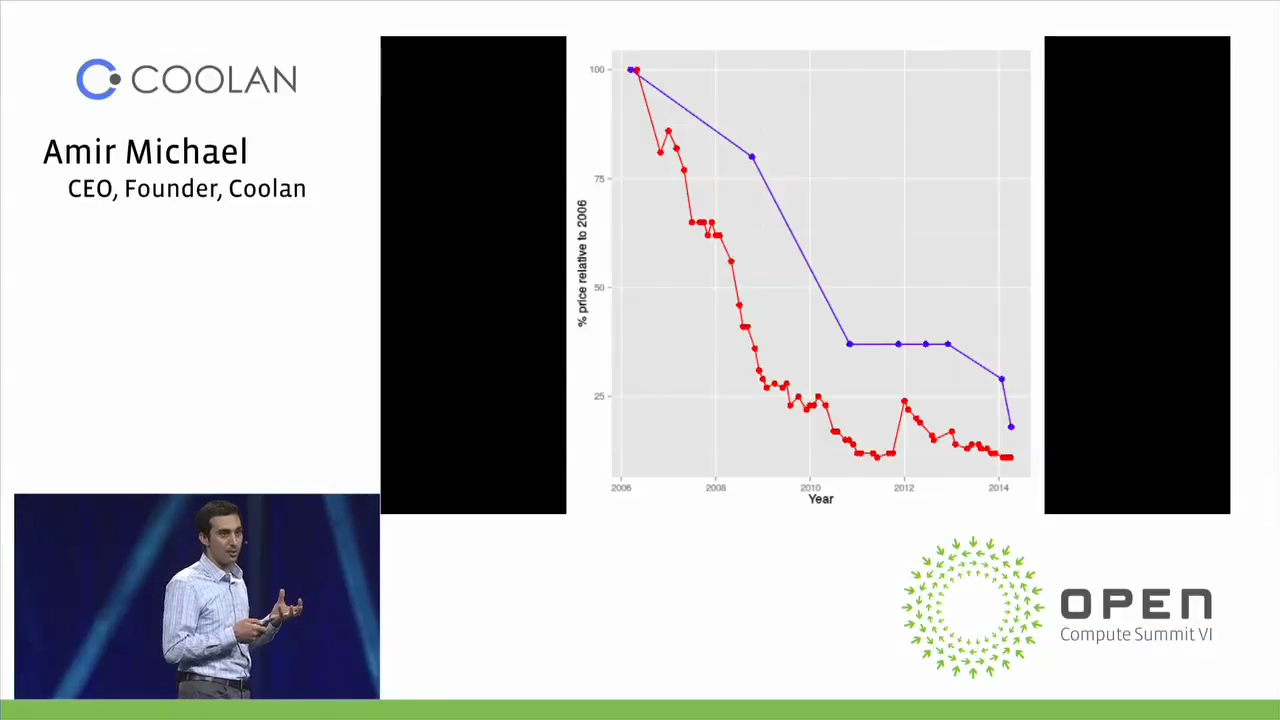 COOLAN
Amir Michael
CEO, Founder, Coolan
% price relative to 2006
100
75
50
25
2006
2008
2010
2012
2014
Year
OPEN
Compute Summit VI